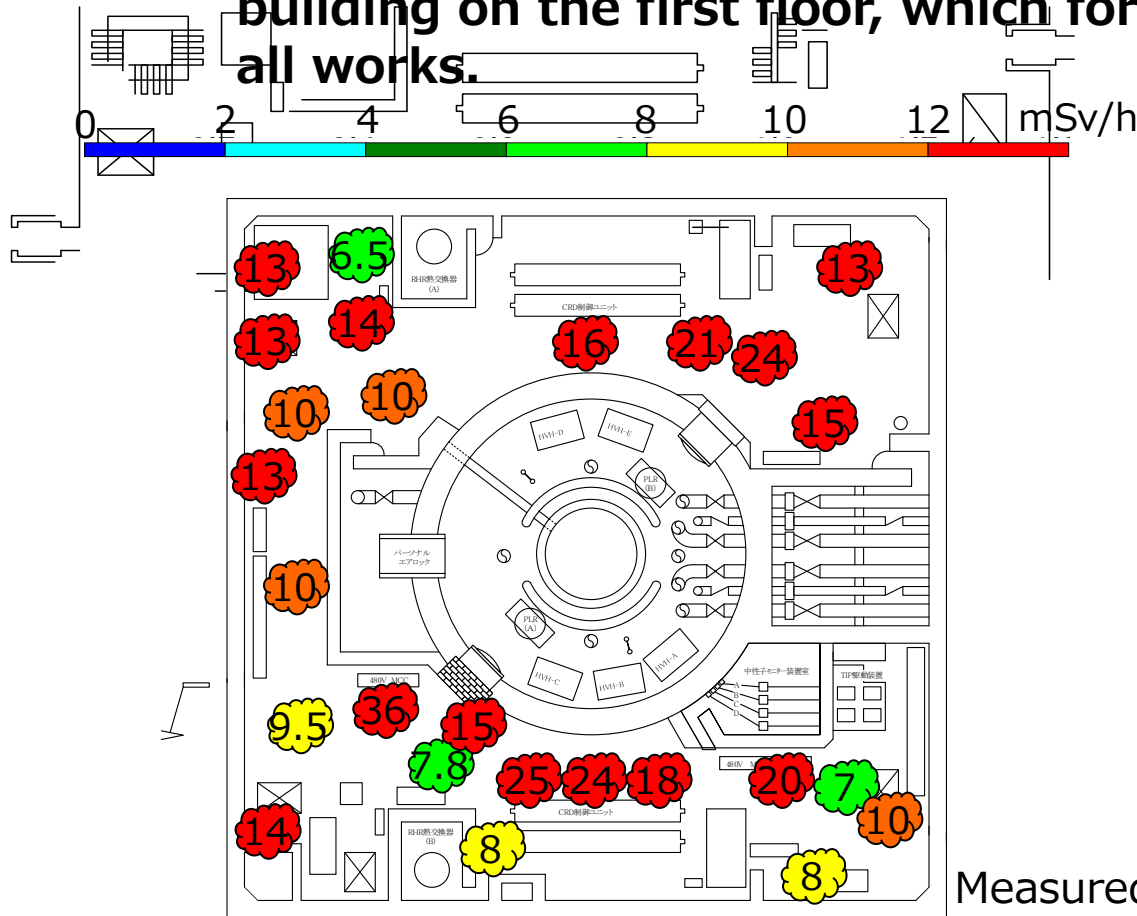 building on the first floor, which for
all works.
0 2 4 6 8 10 12 mSv/h
13 6.5 13
RHR熱交換器
(A)
CRD制御ユニット
13 14 16 21 24
10 10 15
HVH-D HVH-E
13
PLR
(B)
パーソナル
エアロック
10
PLR
(A)
HVH-C HVH-B HVH-A
中性子モニター装置室
TIP駆動装置
A
B
C
D
480V MCC
9.5 36 15
7.8 25 24 18 20 7
480V M
14 10
CRD制御ユニット
RHR熱交換器
(B)
8 8
Measured